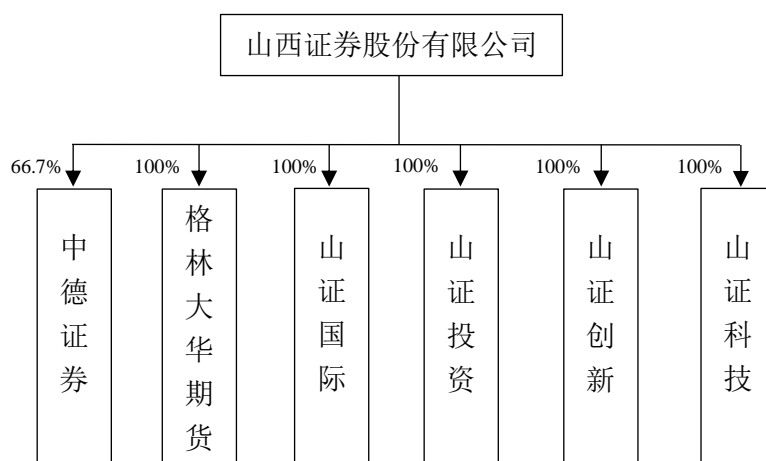 山西证券股份有限公司
66.7%
100%
100%
100%
100%
100%
中德证券
格林大华期货
山证国际
山证投资
山证创新
山证科技